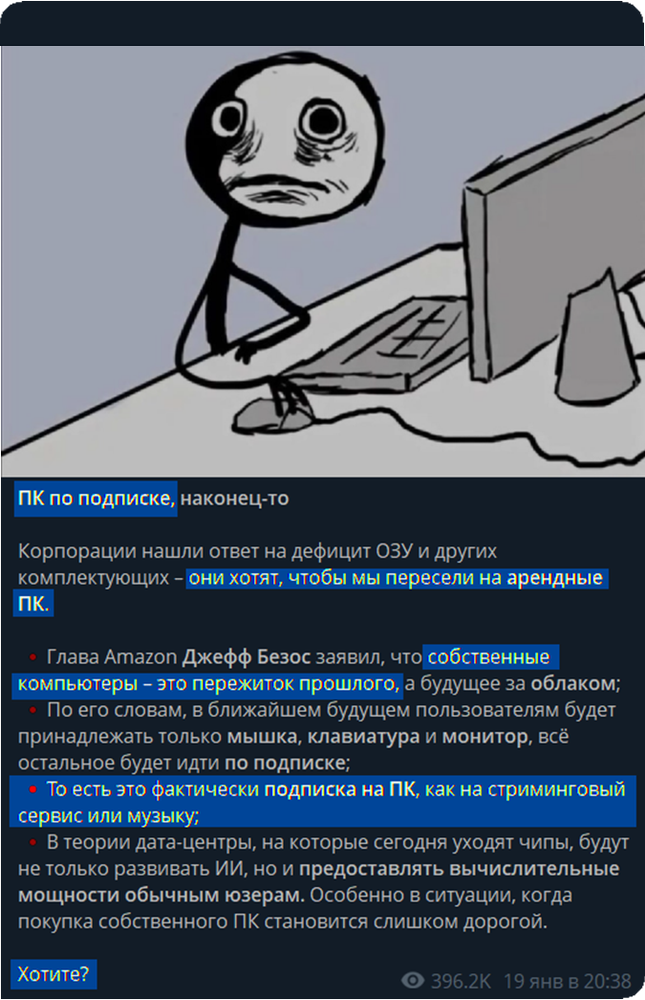 ПК по подписке, наконец-то
Корпорации нашли ответ на дефицит ОЗУ и других
комплектующих – они хотят, чтобы мы пересели на арендные
ПК.
• Глава Amazon Джефф Безос заявил, что собственные
компьютеры – это пережиток прошлого, а будущее за облаком;
• По его словам, в ближайшем будущем пользователям будет
принадлежать только мышка, клавиатура и монитор, всё
остальное будет идти по подписке;
• То есть это фактически подписка на ПК, как на стриминговый
сервис или музыку;
• В теории дата-центры, на которые сегодня уходят чипы, будут
не только развивать ИИ, но и предоставлять вычислительные
мощности обычным юзерам. Особенно в ситуации, когда
покупка собственного ПК становится слишком дорогой.
Хотите?
396.2K 19 янв в 20:38